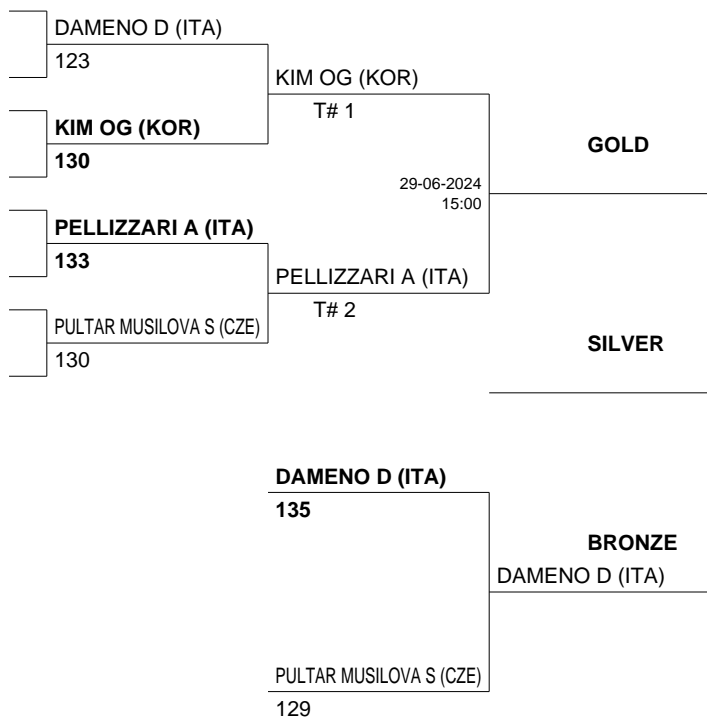 DAMENO D (ITA)
123
KIM OG (KOR)
T# 1
KIM OG (KOR)
130
GOLD
29-06-2024
15:00
PELLIZZARI A (ITA)
133
PELLIZZARI A (ITA)
T# 2
PULTAR MUSILOVA S (CZE)
130
SILVER
DAMENO D (ITA)
135
BRONZE
DAMENO D (ITA)
PULTAR MUSILOVA S (CZE)
129